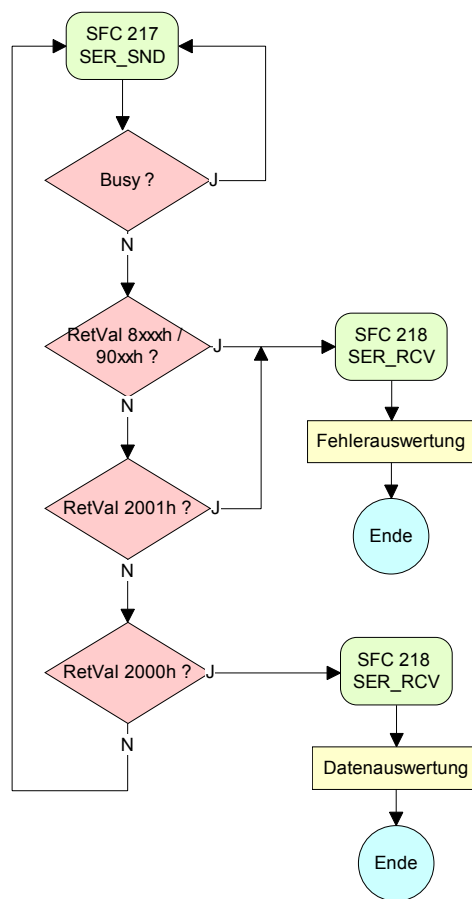 SFC 217
SER_SND
Busy ?
J
N
RetVal 8xxxh /
90xxh ?
J
SFC 218
SER_RCV
N
Fehlerauswertung
RetVal 2001h ?
J
Ende
N
RetVal 2000h ?
J
SFC 218
SER_RCV
N
Datenauswertung
Ende